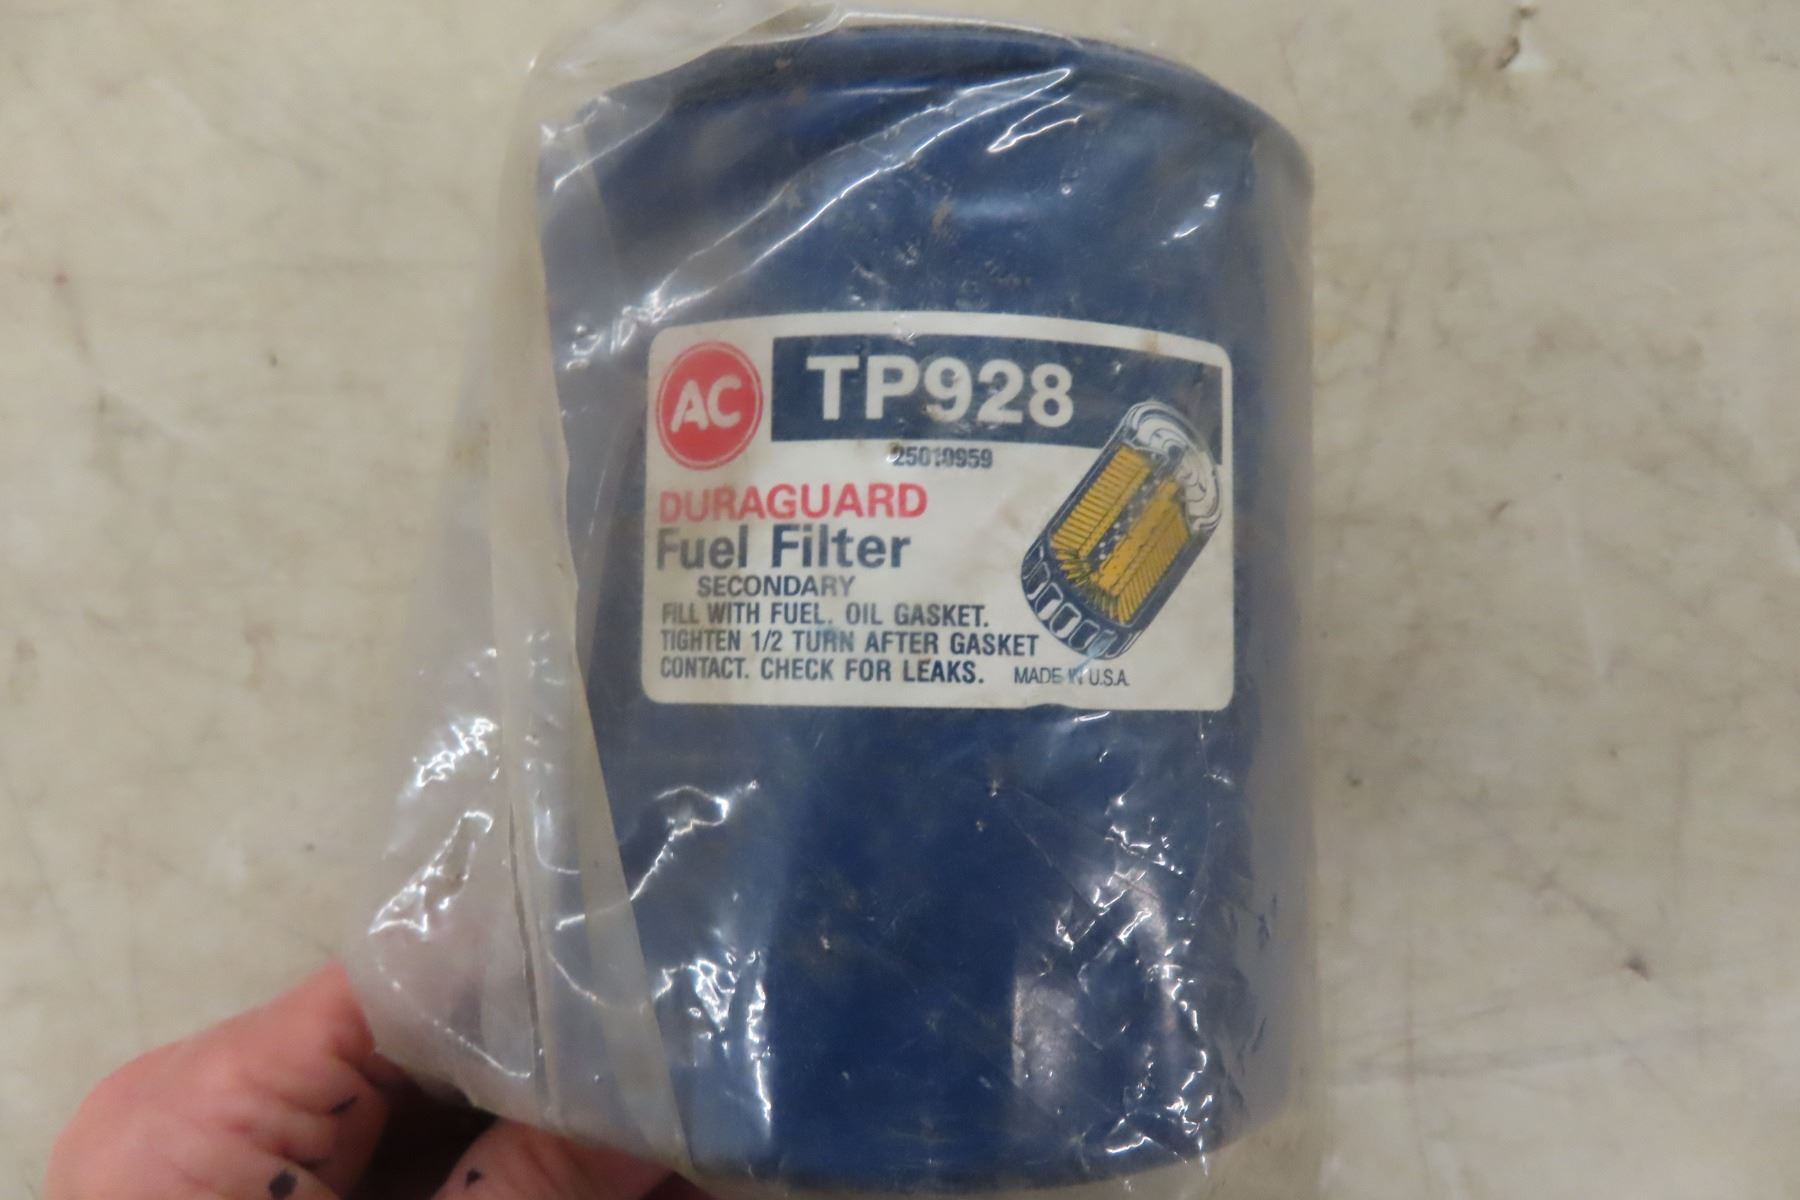 AC
TP928
25010959
DURAGUARD
Fuel Filter
SECONDARY
FILL WITH FUEL. OIL GASKET.
TIGHTEN 1/2 TURN AFTER GASKET
CONTACT. CHECK FOR LEAKS.
MADE IN U.S.A.